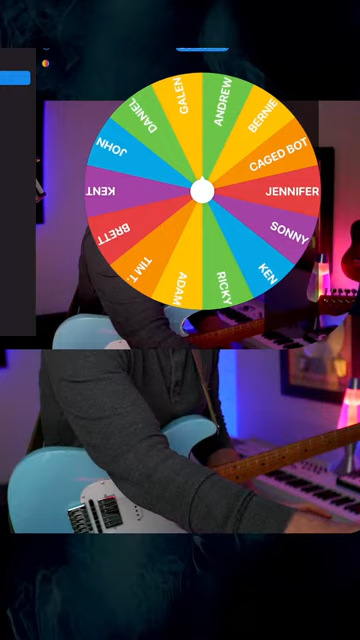 ANDREW
BERNIE
CAGED BOT
JENNIFER
SONNY
KEN
RICKY
ADAM
TIM T.
BRETT
KENT
JOHN
DANIEL
GALEN